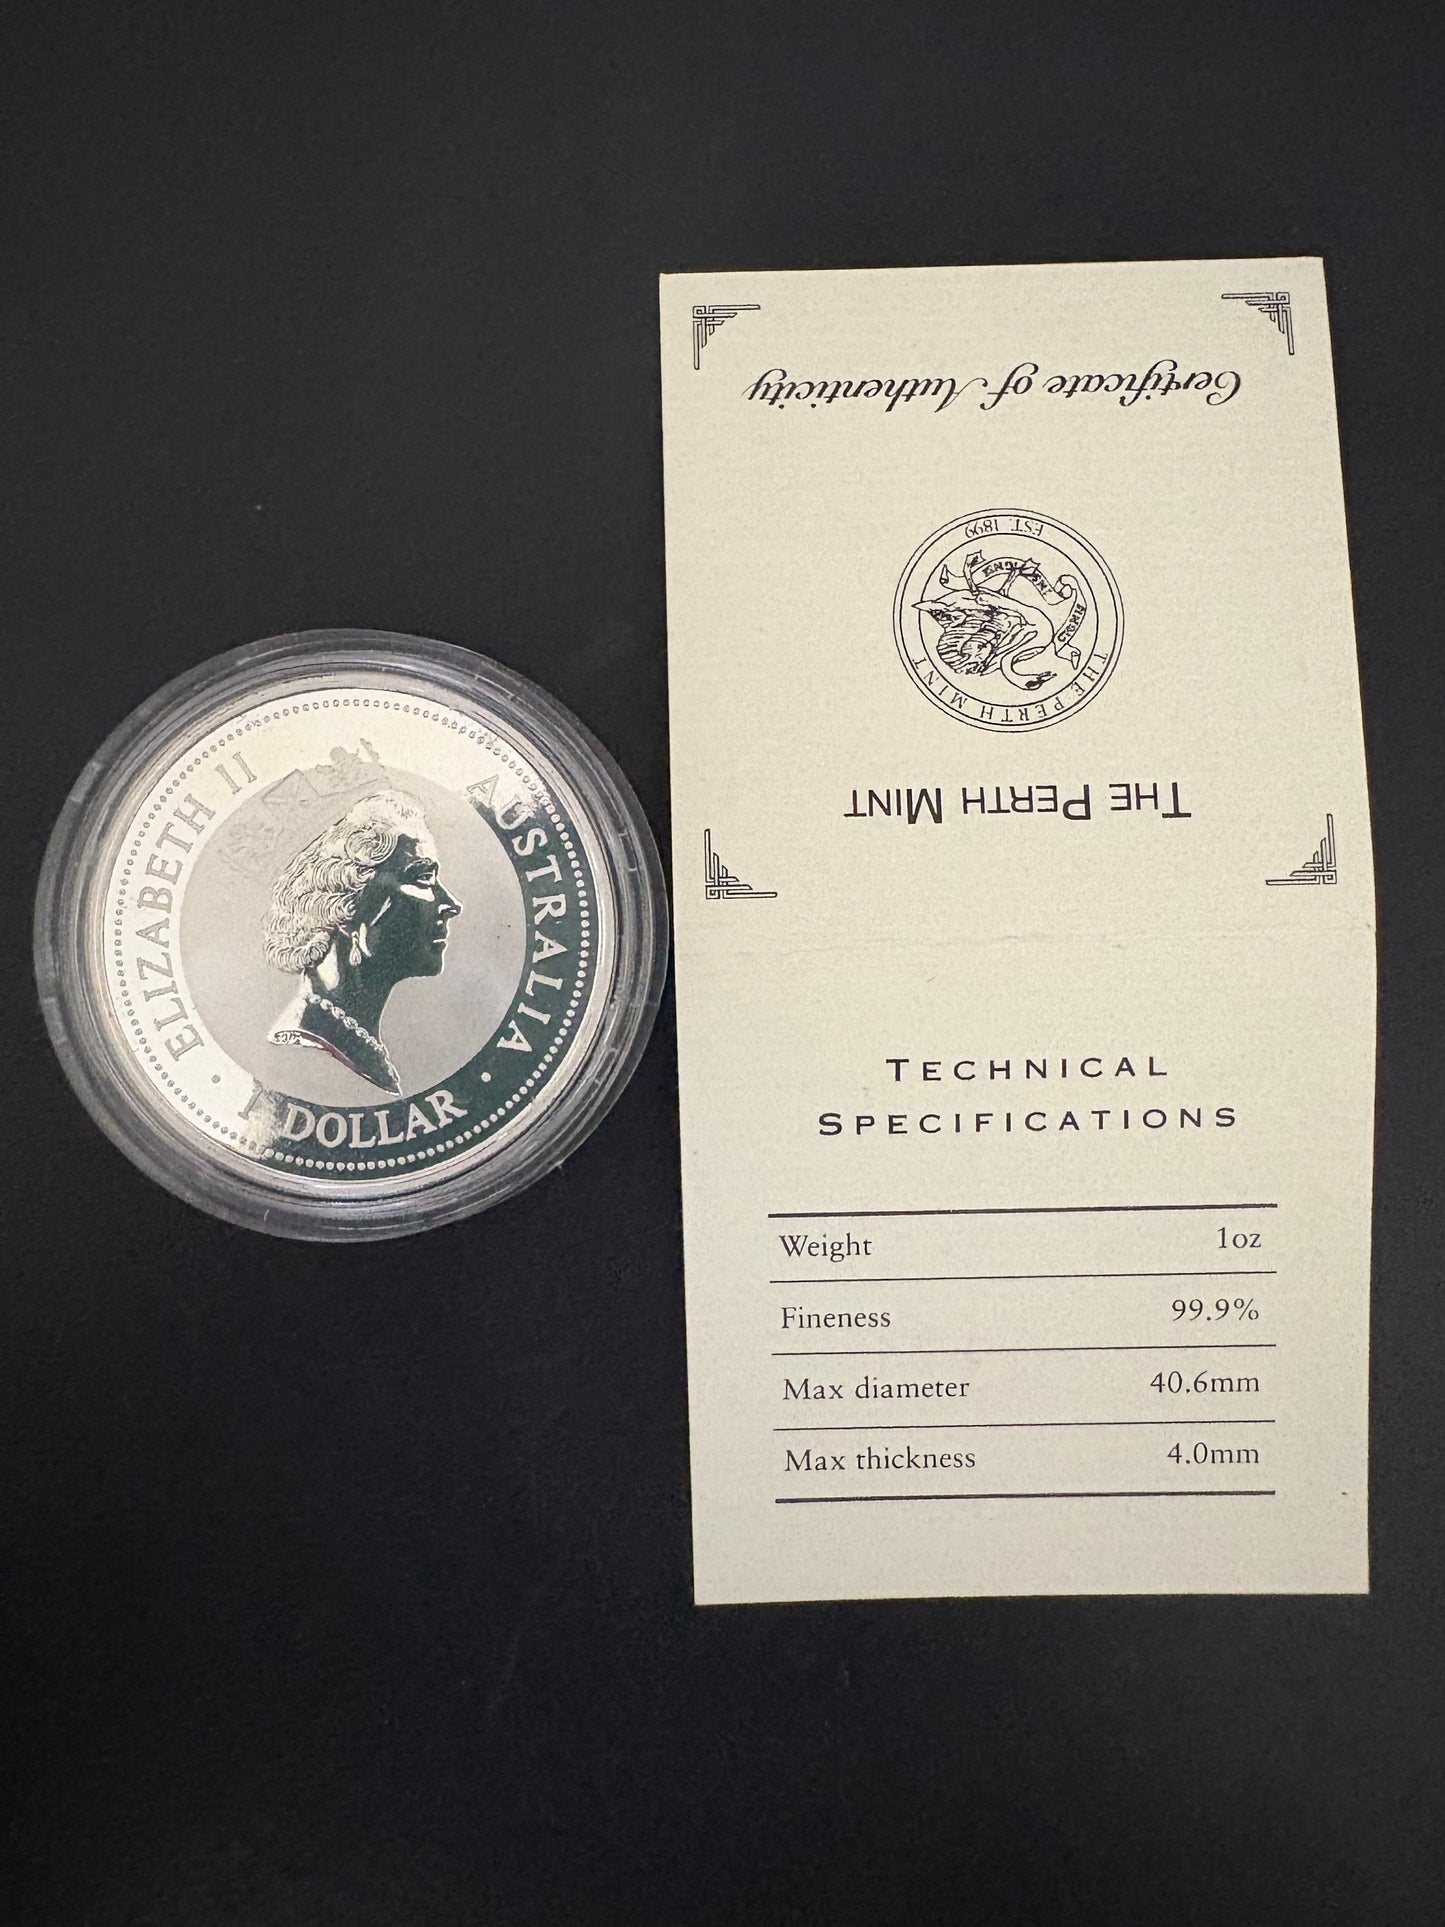 ELIZABETH II
AUSTRALIA
1 DOLLAR
Certificate of Authenticity
EST. 1899
THE PERTH MINT
THE PERTH MINT
TECHNICAL
SPECIFICATIONS
Weight 1oz
Fineness 99.9%
Max diameter 40.6mm
Max thickness 4.0mm